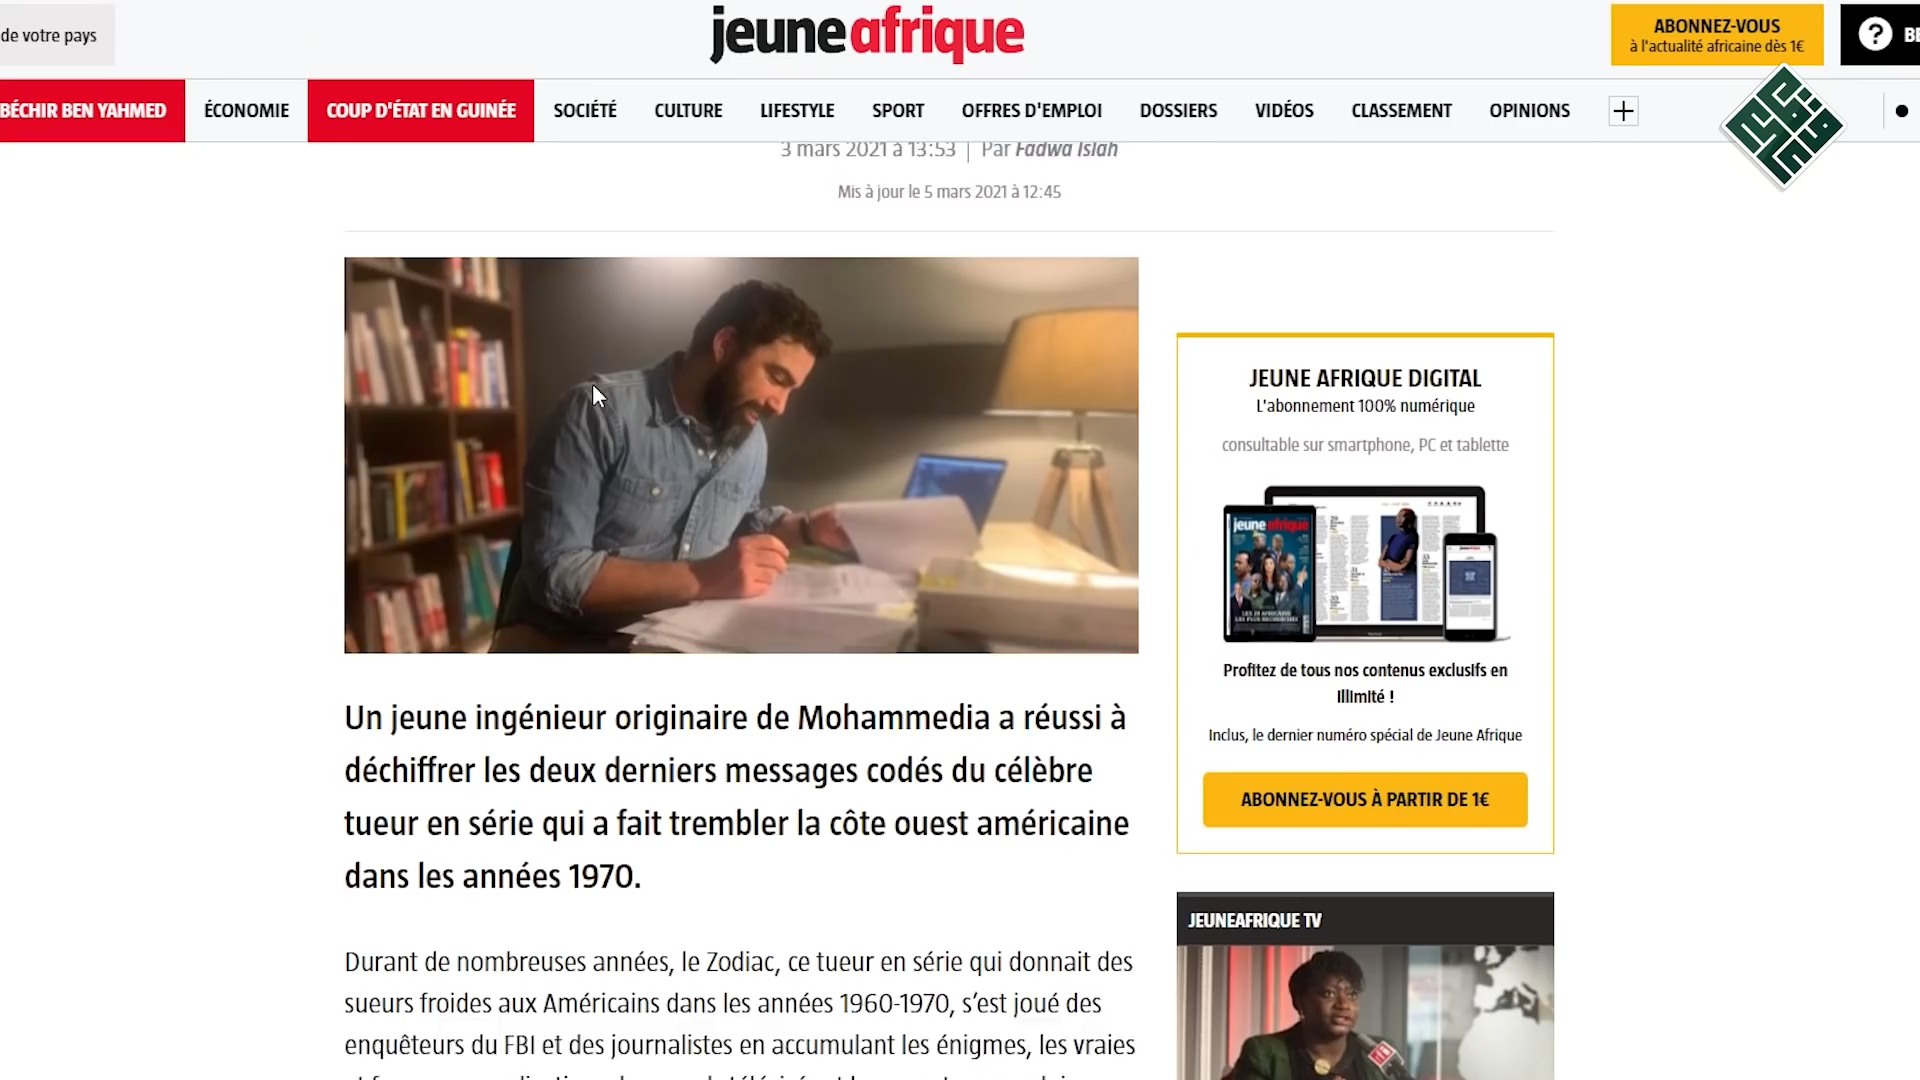 de votre pays
jeune afrique
ABONNEZ-VOUS
à l'actualité africaine dès 1€
?
BÉCHIR BEN YAHMED
ÉCONOMIE
COUP D'ÉTAT EN GUINÉE
SOCIÉTÉ
CULTURE
LIFESTYLE
SPORT
OFFRES D'EMPLOI
DOSSIERS
VIDÉOS
CLASSEMENT
OPINIONS
3 mars 2021 à 13:53 | Par Fadwa Islah
Mis à jour le 5 mars 2021 à 12:45
Un jeune ingénieur originaire de Mohammedia a réussi à
déchiffrer les deux derniers messages codés du célèbre
tueur en série qui a fait trembler la côte ouest américaine
dans les années 1970.
Durant de nombreuses années, le Zodiac, ce tueur en série qui donnait des
sueurs froides aux Américains dans les années 1960-1970, s’est joué des
enquêteurs du FBI et des journalistes en accumulant les énigmes, les vraies
JEUNE AFRIQUE DIGITAL
L'abonnement 100% numérique
consultable sur smartphone, PC et tablette
jeune afrique
Profitez de tous nos contenus exclusifs en
illimité !
Inclus, le dernier numéro spécial de Jeune Afrique
ABONNEZ-VOUS À PARTIR DE 1€
JEUNEAFRIQUE TV